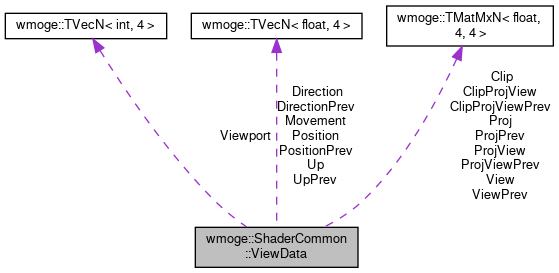 wmoge::TVecN< int, 4 >
wmoge::TVecN< float, 4 >
wmoge::TMatMxN< float,
4, 4 >
Viewport
Direction
DirectionPrev
Movement
Position
PositionPrev
Up
UpPrev
Clip
ClipProjView
ClipProjViewPrev
Proj
ProjPrev
ProjView
ProjViewPrev
View
ViewPrev
wmoge::ShaderCommon
::ViewData